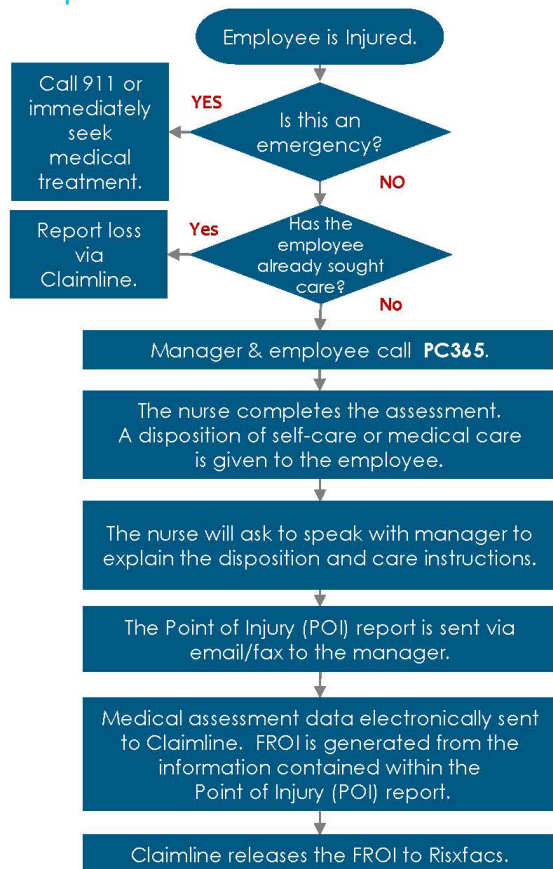 Employee is Injured.
Call 911 or
immediately
seek
medical
treatment.
YES
Is this an
emergency?
NO
Report loss
via
Claimline.
Yes
Has the
employee
already sought
care?
No
Manager & employee call PC365.
The nurse completes the assessment.
A disposition of self-care or medical care
is given to the employee.
The nurse will ask to speak with manager to
explain the disposition and care instructions.
The Point of Injury (POI) report is sent via
email/fax to the manager.
Medical assessment data electronically sent
to Claimline. FROI is generated from the
information contained within the
Point of Injury (POI) report.
Claimline releases the FROI to Risxfacs.